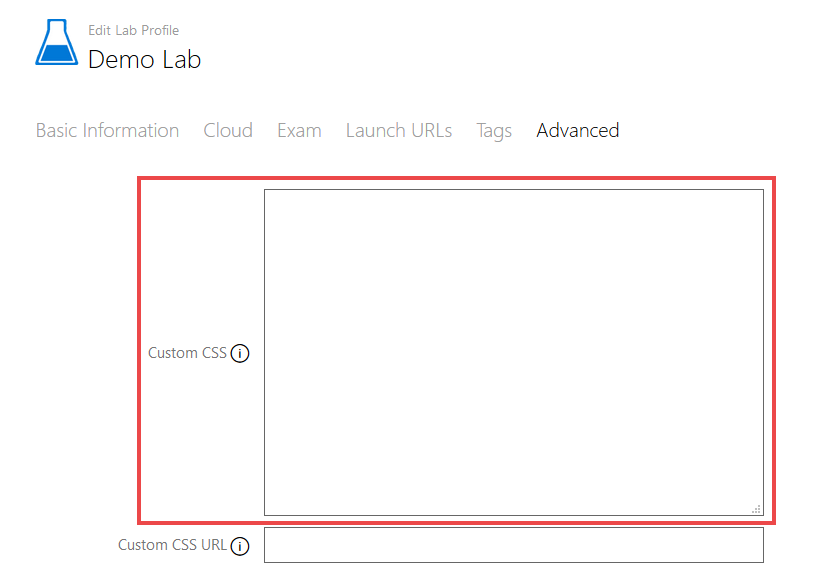 Edit Lab Profile
Demo Lab
Basic Information Cloud Exam Launch URLs Tags Advanced
Custom CSS
Custom CSS URL